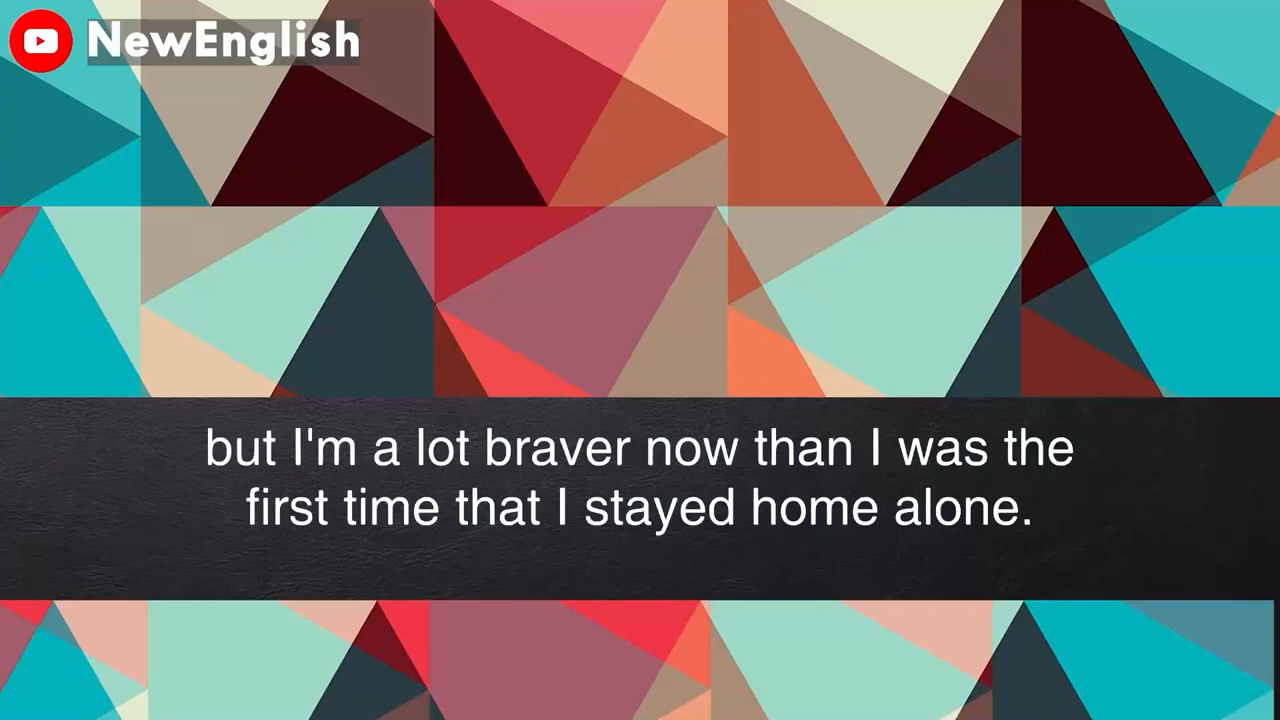 NewEnglish
but I'm a lot braver now than I was the
first time that I stayed home alone.